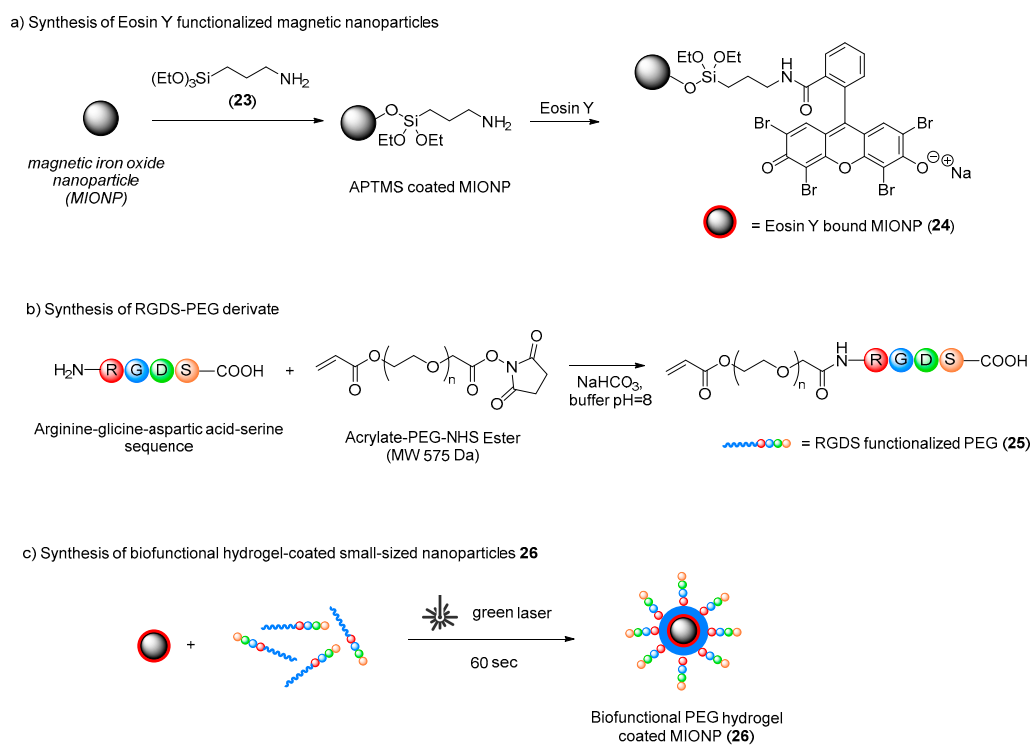 a) Synthesis of Eosin Y functionalized magnetic nanoparticles
(EtO)3Si
NH2
(23)
magnetic iron oxide
nanoparticle
(MIONP)
O
Si
NH2
EtO OEt
APTMS coated MIONP
Eosin Y
EtO OEt
O
Si
H
N
O
Br
Br
O
O
O
Na
Br
Br
= Eosin Y bound MIONP (24)
b) Synthesis of RGDS-PEG derivate
H2N R G D S COOH
+
Arginine-glicine-aspartic acid-serine
sequence
O
O
O
n
O
O
N
O
O
Acrylate-PEG-NHS Ester
(MW 575 Da)
NaHCO3,
buffer pH=8
O
O
O
n
O
H
N
R G D S COOH
= RGDS functionalized PEG (25)
c) Synthesis of biofunctional hydrogel-coated small-sized nanoparticles 26
+
green laser
60 sec
Biofunctional PEG hydrogel
coated MIONP (26)